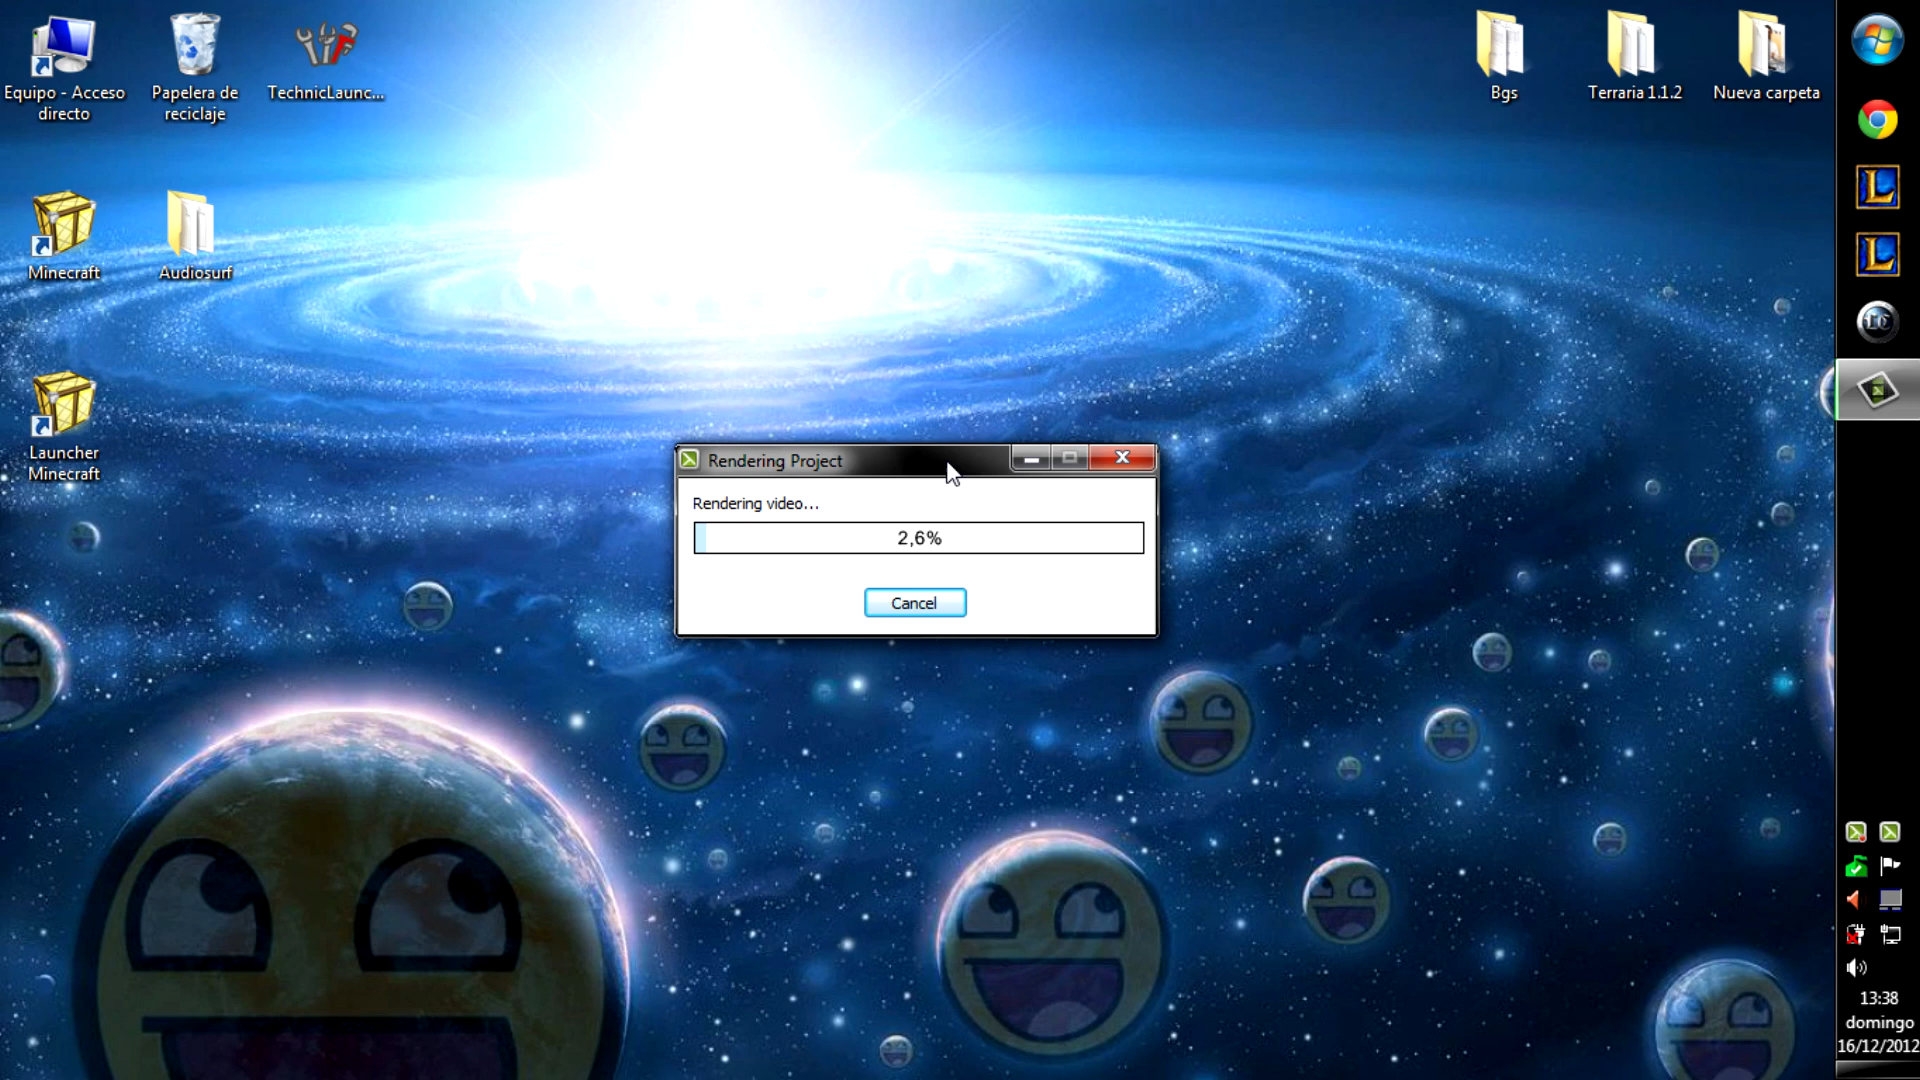 Equipo - Acceso
directo
Papelera de
reciclaje
TechnicLaunc...
Bgs
Terraria 1.1.2
Nueva carpeta
Minecraft
Audiosurf
Launcher
Minecraft
L
L
LC
Rendering Project
Rendering video...
2,6%
Cancel
13:38
domingo
16/12/2012